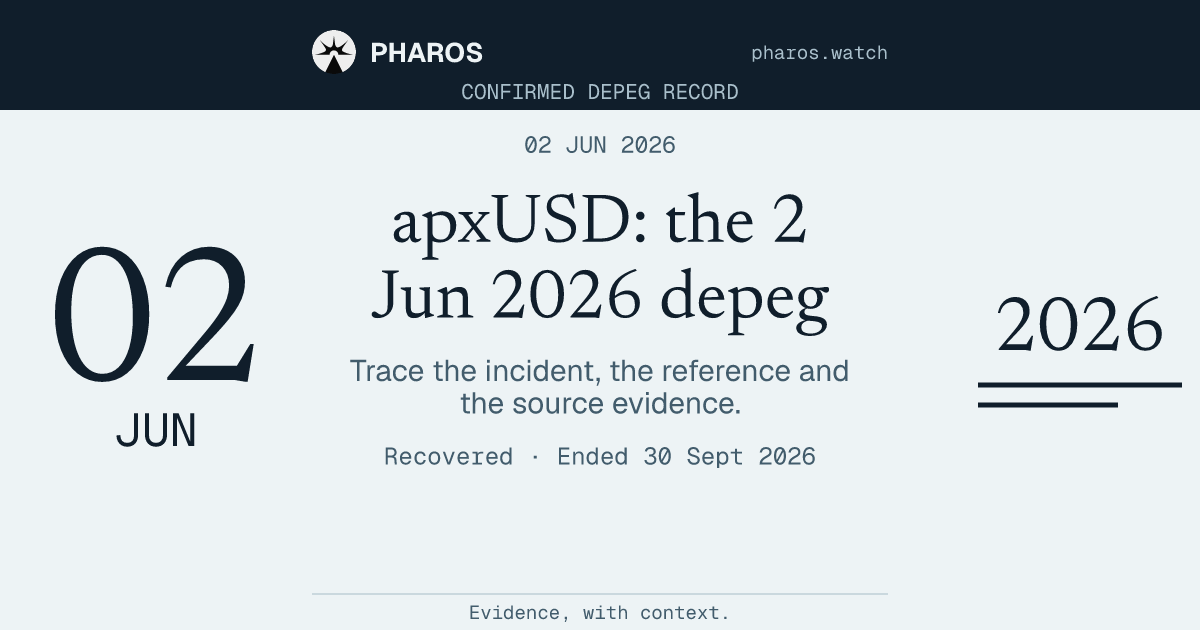 PHAROS
pharos.watch
CONFIRMED DEPEG RECORD
02 JUN 2026
apxUSD: the 2
Jun 2026 depeg
Trace the incident, the reference and
the source evidence.
Recovered · Ended 30 Sept 2026
02
JUN
2026
Evidence, with context.